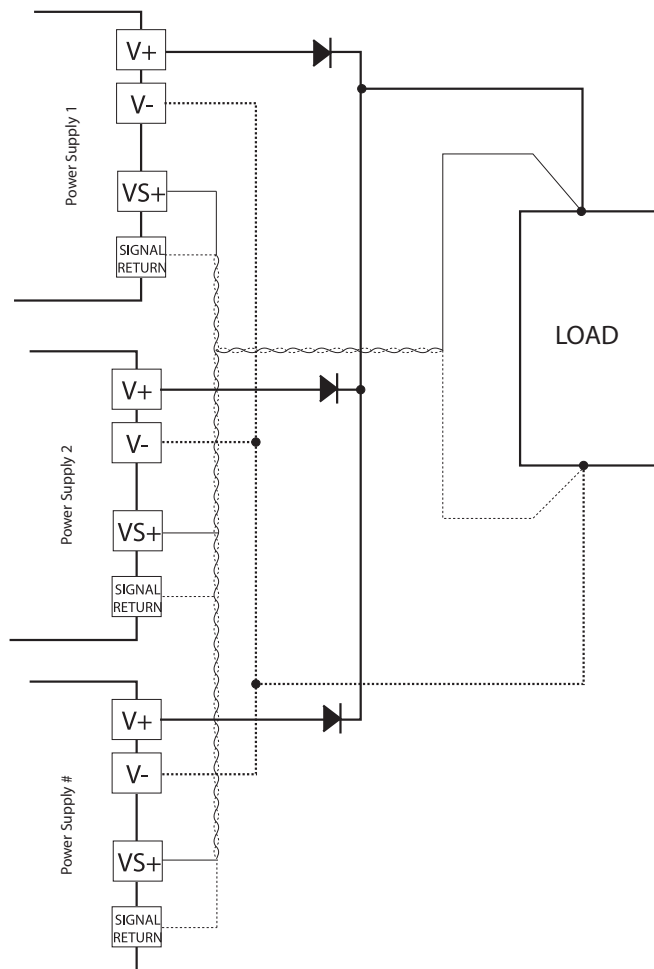 Power Supply 1
V+
V-
VS+
SIGNAL
RETURN
LOAD
Power Supply 2
V+
V-
VS+
SIGNAL
RETURN
Power Supply #
V+
V-
VS+
SIGNAL
RETURN